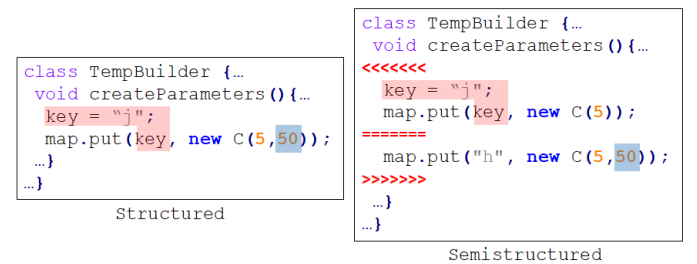 class TempBuilder {…
void createParameters(){…
key = “j";
map.put(key, new C(5,50));
…}
…}
Structured
class TempBuilder {…
void createParameters(){…
<<<<<<<
key = “j";
map.put(key, new C(5));
=======
map.put("h", new C(5,50));
>>>>>>>
…}
…}
Semistructured